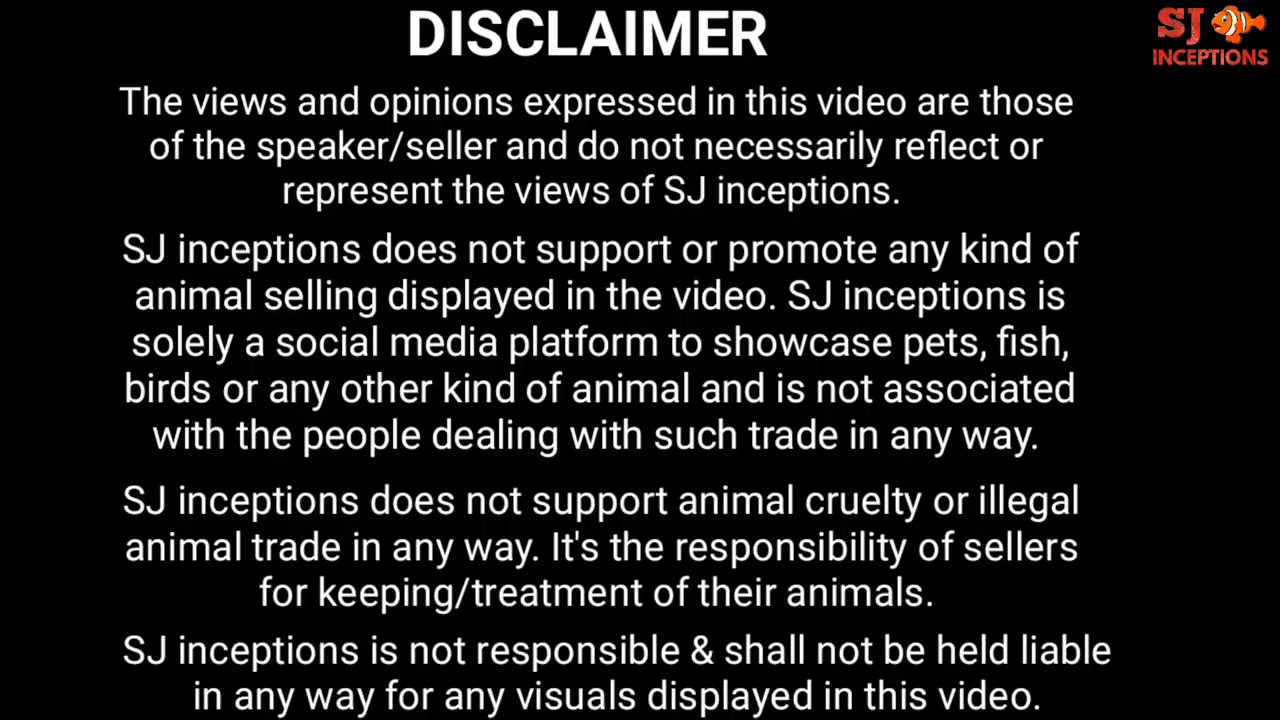 DISCLAIMER
SJ
INCEPTIONS
The views and opinions expressed in this video are those
of the speaker/seller and do not necessarily reflect or
represent the views of SJ inceptions.
SJ inceptions does not support or promote any kind of
animal selling displayed in the video. SJ inceptions is
solely a social media platform to showcase pets, fish,
birds or any other kind of animal and is not associated
with the people dealing with such trade in any way.
SJ inceptions does not support animal cruelty or illegal
animal trade in any way. It's the responsibility of sellers
for keeping/treatment of their animals.
SJ inceptions is not responsible & shall not be held liable
in any way for any visuals displayed in this video.